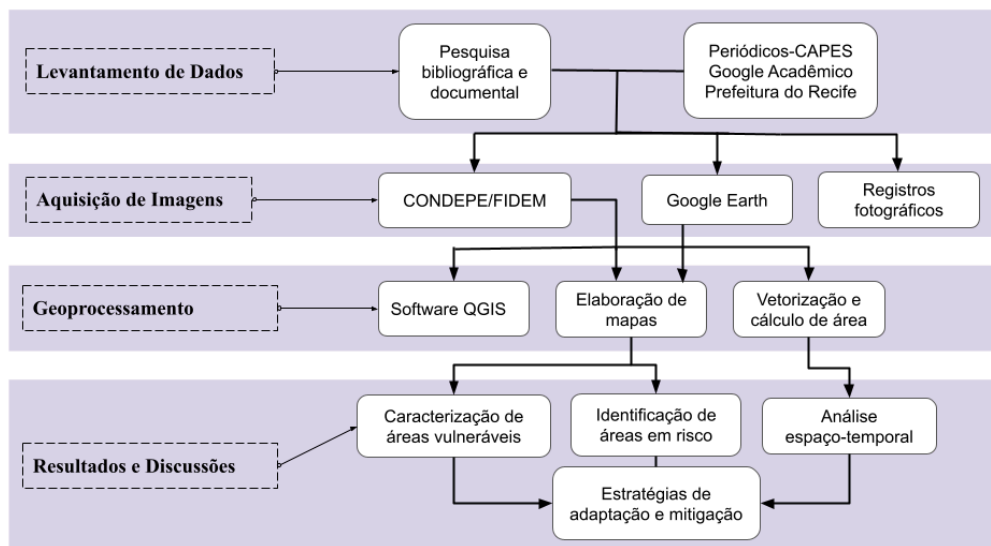 Levantamento de Dados
Pesquisa
bibliográfica e
documental
Periódicos-CAPES
Google Acadêmico
Prefeitura do Recife
Aquisição de Imagens
CONDEPE/FIDEM
Google Earth
Registros
fotográficos
Geoprocessamento
Software QGIS
Elaboração de
mapas
Vetorização e
cálculo de área
Resultados e Discussões
Caracterização de
áreas vulneráveis
Identificação de
áreas em risco
Análise
espaço-temporal
Estratégias de
adaptação e mitigação